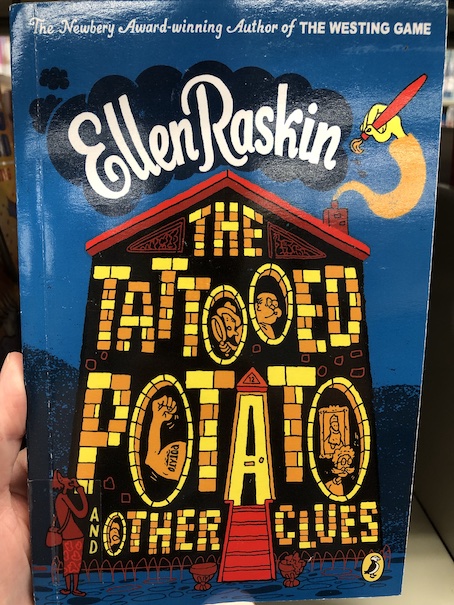 The Newbery Award-winning Author of THE WESTING GAME
Ellen Raskin
THE
TATTOOED
POTATO
AND
OTHER CLUES